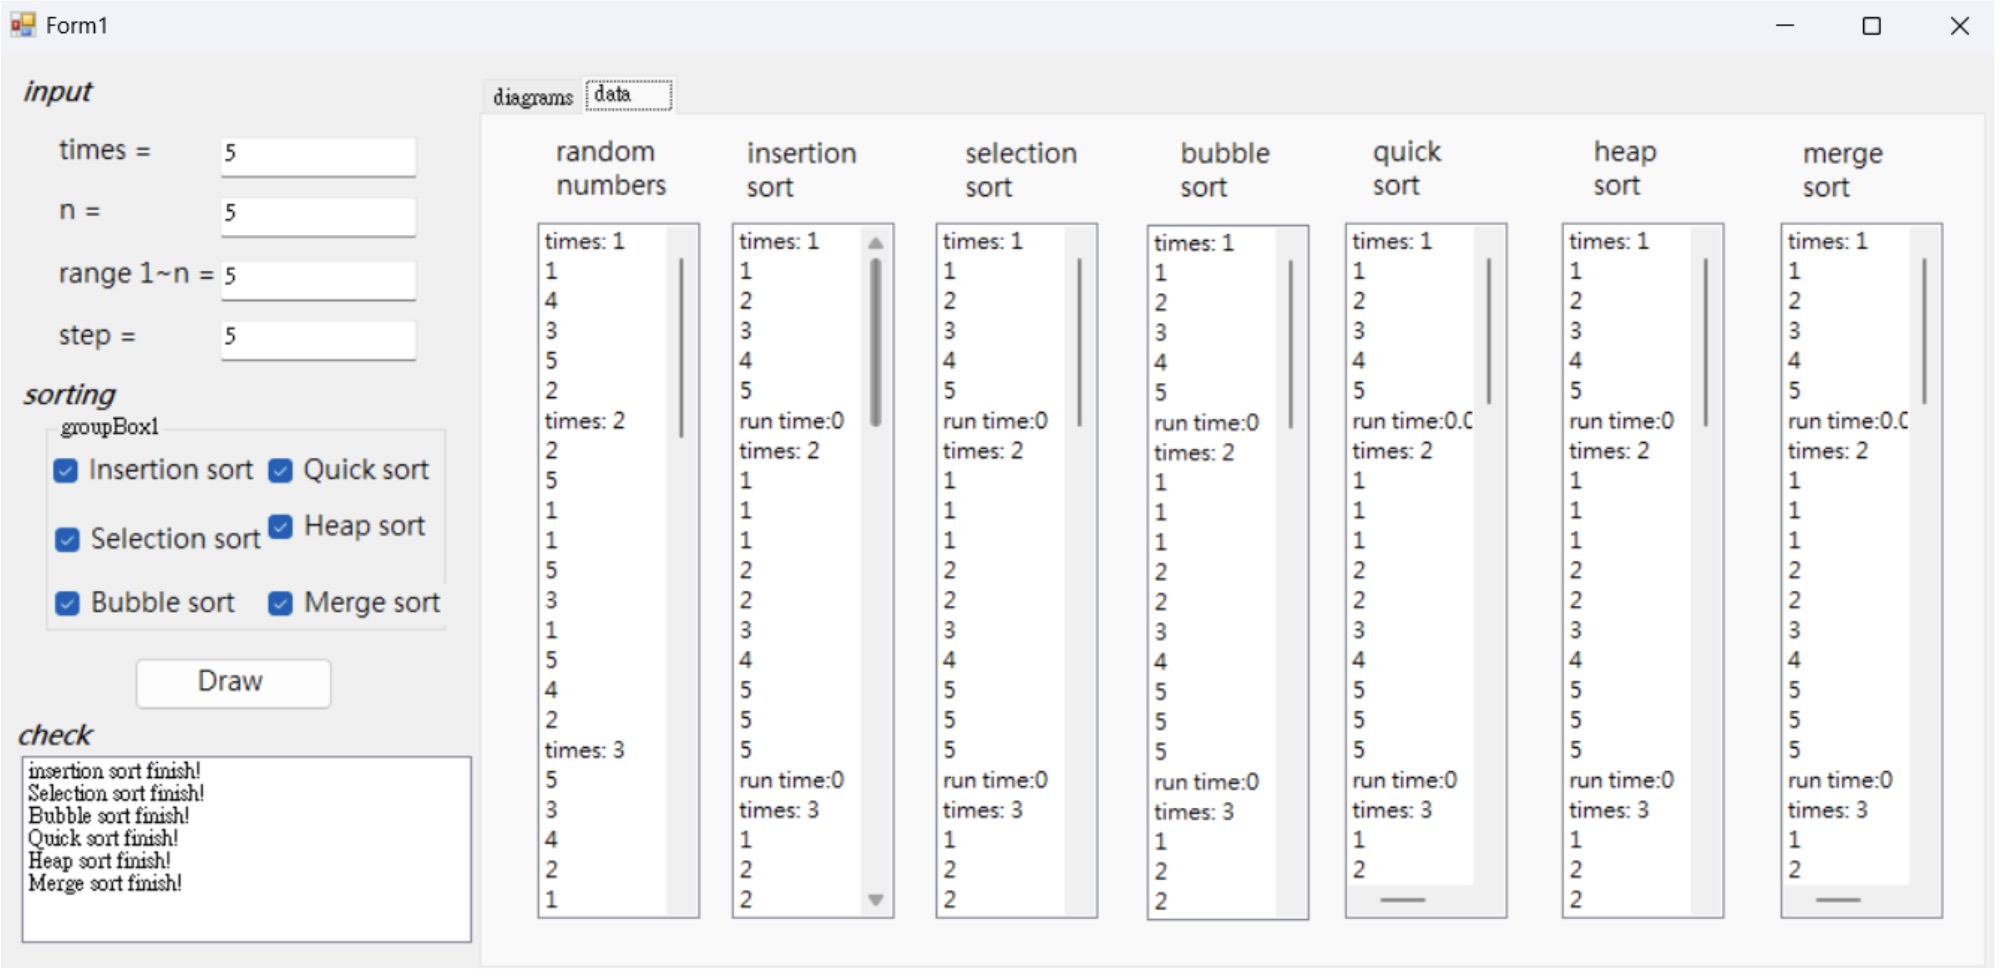 Form1
input
times =
5
n =
5
range 1~n =
5
step =
5
sorting
groupBox1
Insertion sort
Quick sort
Selection sort
Heap sort
Bubble sort
Merge sort
Draw
check
insertion sort finish!
Selection sort finish!
Bubble sort finish!
Quick sort finish!
Heap sort finish!
Merge sort finish!
diagrams
data
random
numbers
times: 1
1
4
3
5
2
times: 2
2
5
1
1
5
3
1
5
4
2
times: 3
5
3
4
2
1
insertion
sort
times: 1
1
2
3
4
5
run time:0
times: 2
1
1
1
2
2
3
4
5
5
5
run time:0
times: 3
1
2
2
selection
sort
times: 1
1
2
3
4
5
run time:0
times: 2
1
1
1
2
2
3
4
5
5
5
run time:0
times: 3
1
2
2
bubble
sort
times: 1
1
2
3
4
5
run time:0
times: 2
1
1
1
2
2
3
4
5
5
5
run time:0
times: 3
1
2
2
quick
sort
times: 1
1
2
3
4
5
run time:0.0
times: 2
1
1
1
2
2
3
4
5
5
5
run time:0
times: 3
1
2
heap
sort
times: 1
1
2
3
4
5
run time:0
times: 2
1
1
1
2
2
3
4
5
5
5
run time:0
times: 3
1
2
2
merge
sort
times: 1
1
2
3
4
5
run time:0.0
times: 2
1
1
1
2
2
3
4
5
5
5
run time:0
times: 3
1
2